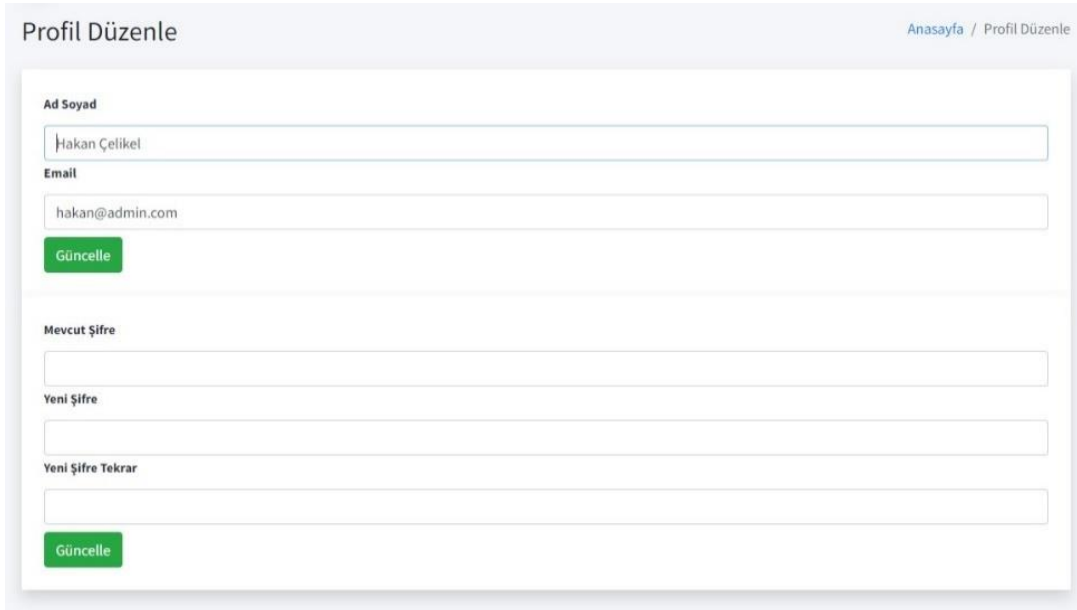 Profil Düzenle
Anasayfa / Profil Düzenle
Ad Soyad
Hakan Çelikel
Email
hakan@admin.com
Güncelle
Mevcut Şifre
Yeni Şifre
Yeni Şifre Tekrar
Güncelle